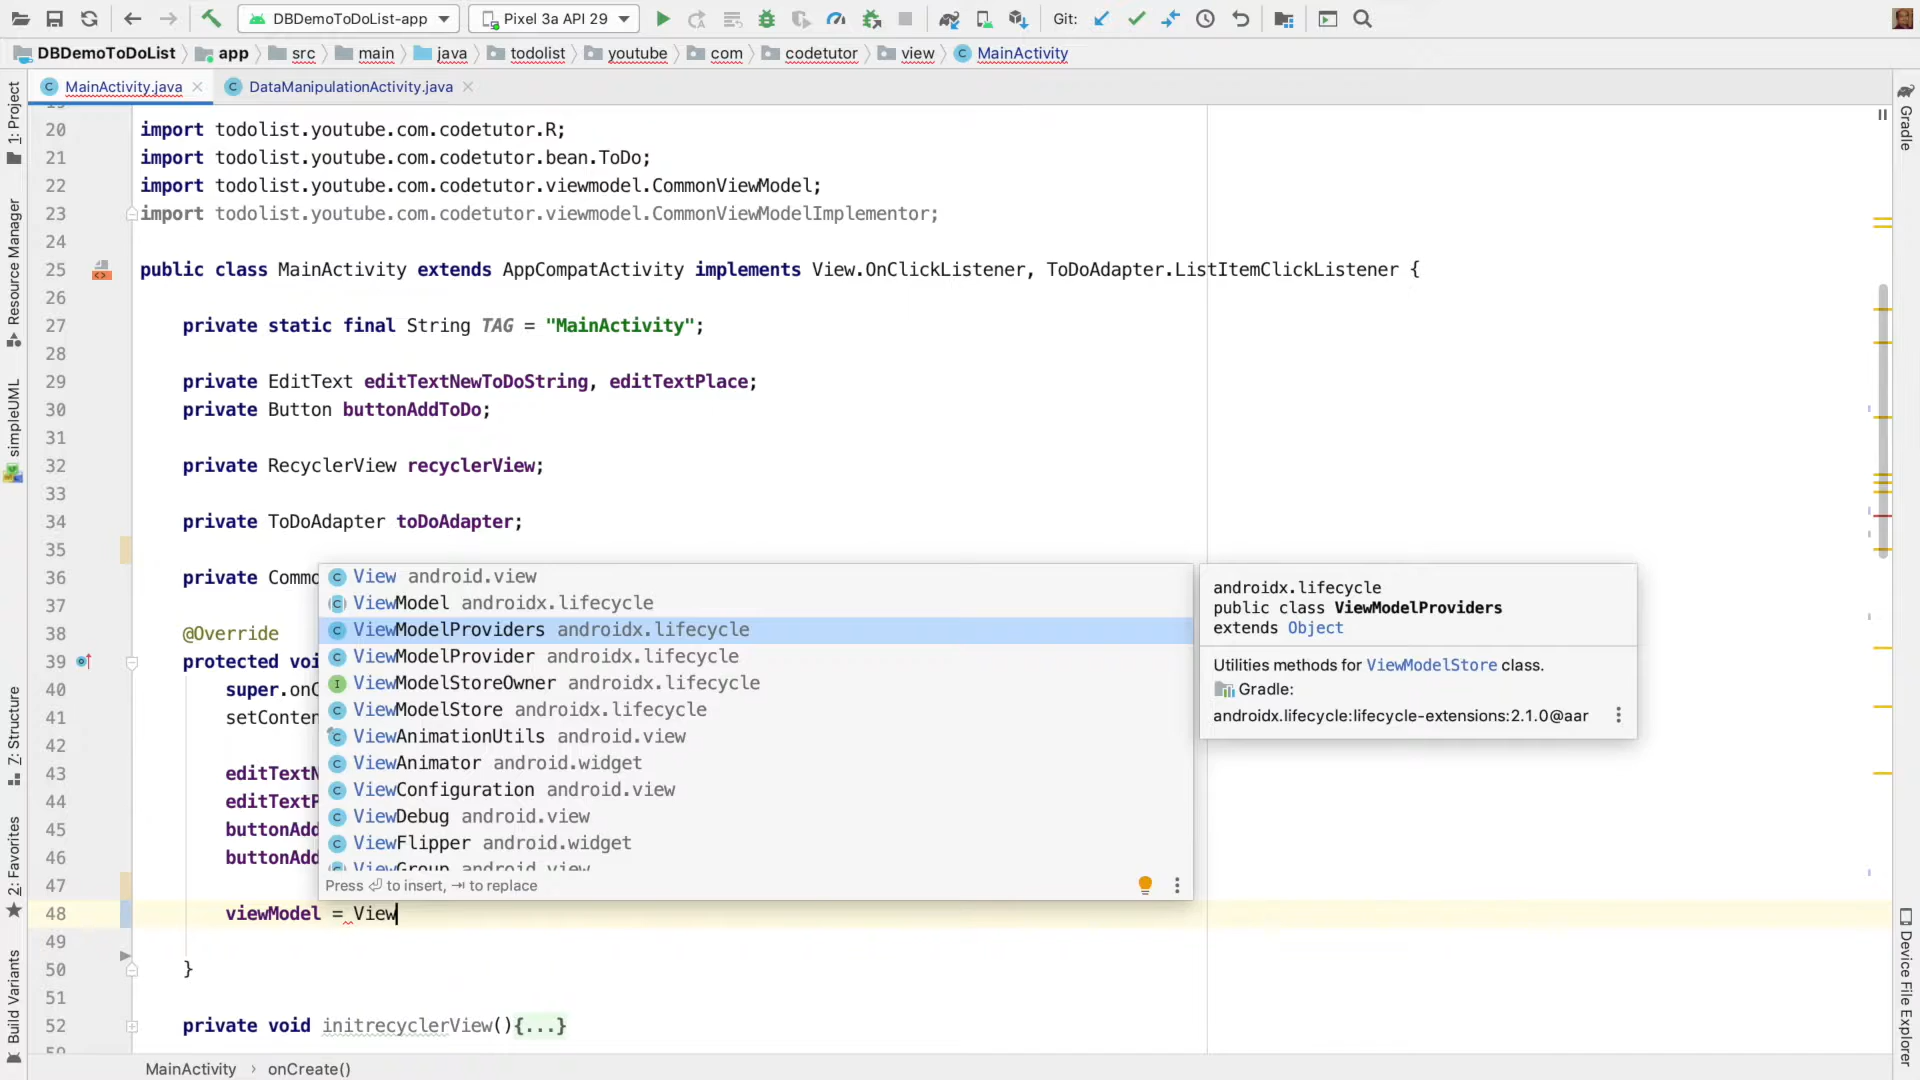 DBDemoToDoList-app
Pixel 3a API 29
Git:
DBDemoToDoList
app
src
main
java
todolist
youtube
com
codetutor
view
MainActivity
MainActivity.java
DataManipulationActivity.java
1: Project
Resource Manager
simpleUML
Z: Structure
2: Favorites
Build Variants
Gradle
Device File Explorer
20 import todolist.youtube.com.codetutor.R;
21 import todolist.youtube.com.codetutor.bean.ToDo;
22 import todolist.youtube.com.codetutor.viewmodel.CommonViewModel;
23 import todolist.youtube.com.codetutor.viewmodel.CommonViewModelImplementor;
24
25 public class MainActivity extends AppCompatActivity implements View.OnClickListener, ToDoAdapter.ListItemClickListener {
26
27 private static final String TAG = "MainActivity";
28
29 private EditText editTextNewToDoString, editTextPlace;
30 private Button buttonAddToDo;
31
32 private RecyclerView recyclerView;
33
34 private ToDoAdapter toDoAdapter;
35
36 private Commo
37
38 @Override
39 protected voi
40 super.onC
41 setConten
42
43 editTextN
44 editTextP
45 buttonAdd
46 buttonAdd
47
48 viewModel = View
49
50 }
51
52 private void initrecyclerView(){...}
View android.view
ViewModel androidx.lifecycle
ViewModelProviders androidx.lifecycle
ViewModelProvider androidx.lifecycle
ViewModelStoreOwner androidx.lifecycle
ViewModelStore androidx.lifecycle
ViewAnimationUtils android.view
ViewAnimator android.widget
ViewConfiguration android.view
ViewDebug android.view
ViewFlipper android.widget
ViewGroup android.view
Press ⏎ to insert, ⇥ to replace
androidx.lifecycle
public class ViewModelProviders
extends Object
Utilities methods for ViewModelStore class.
Gradle:
androidx.lifecycle:lifecycle-extensions:2.1.0@aar
MainActivity › onCreate()